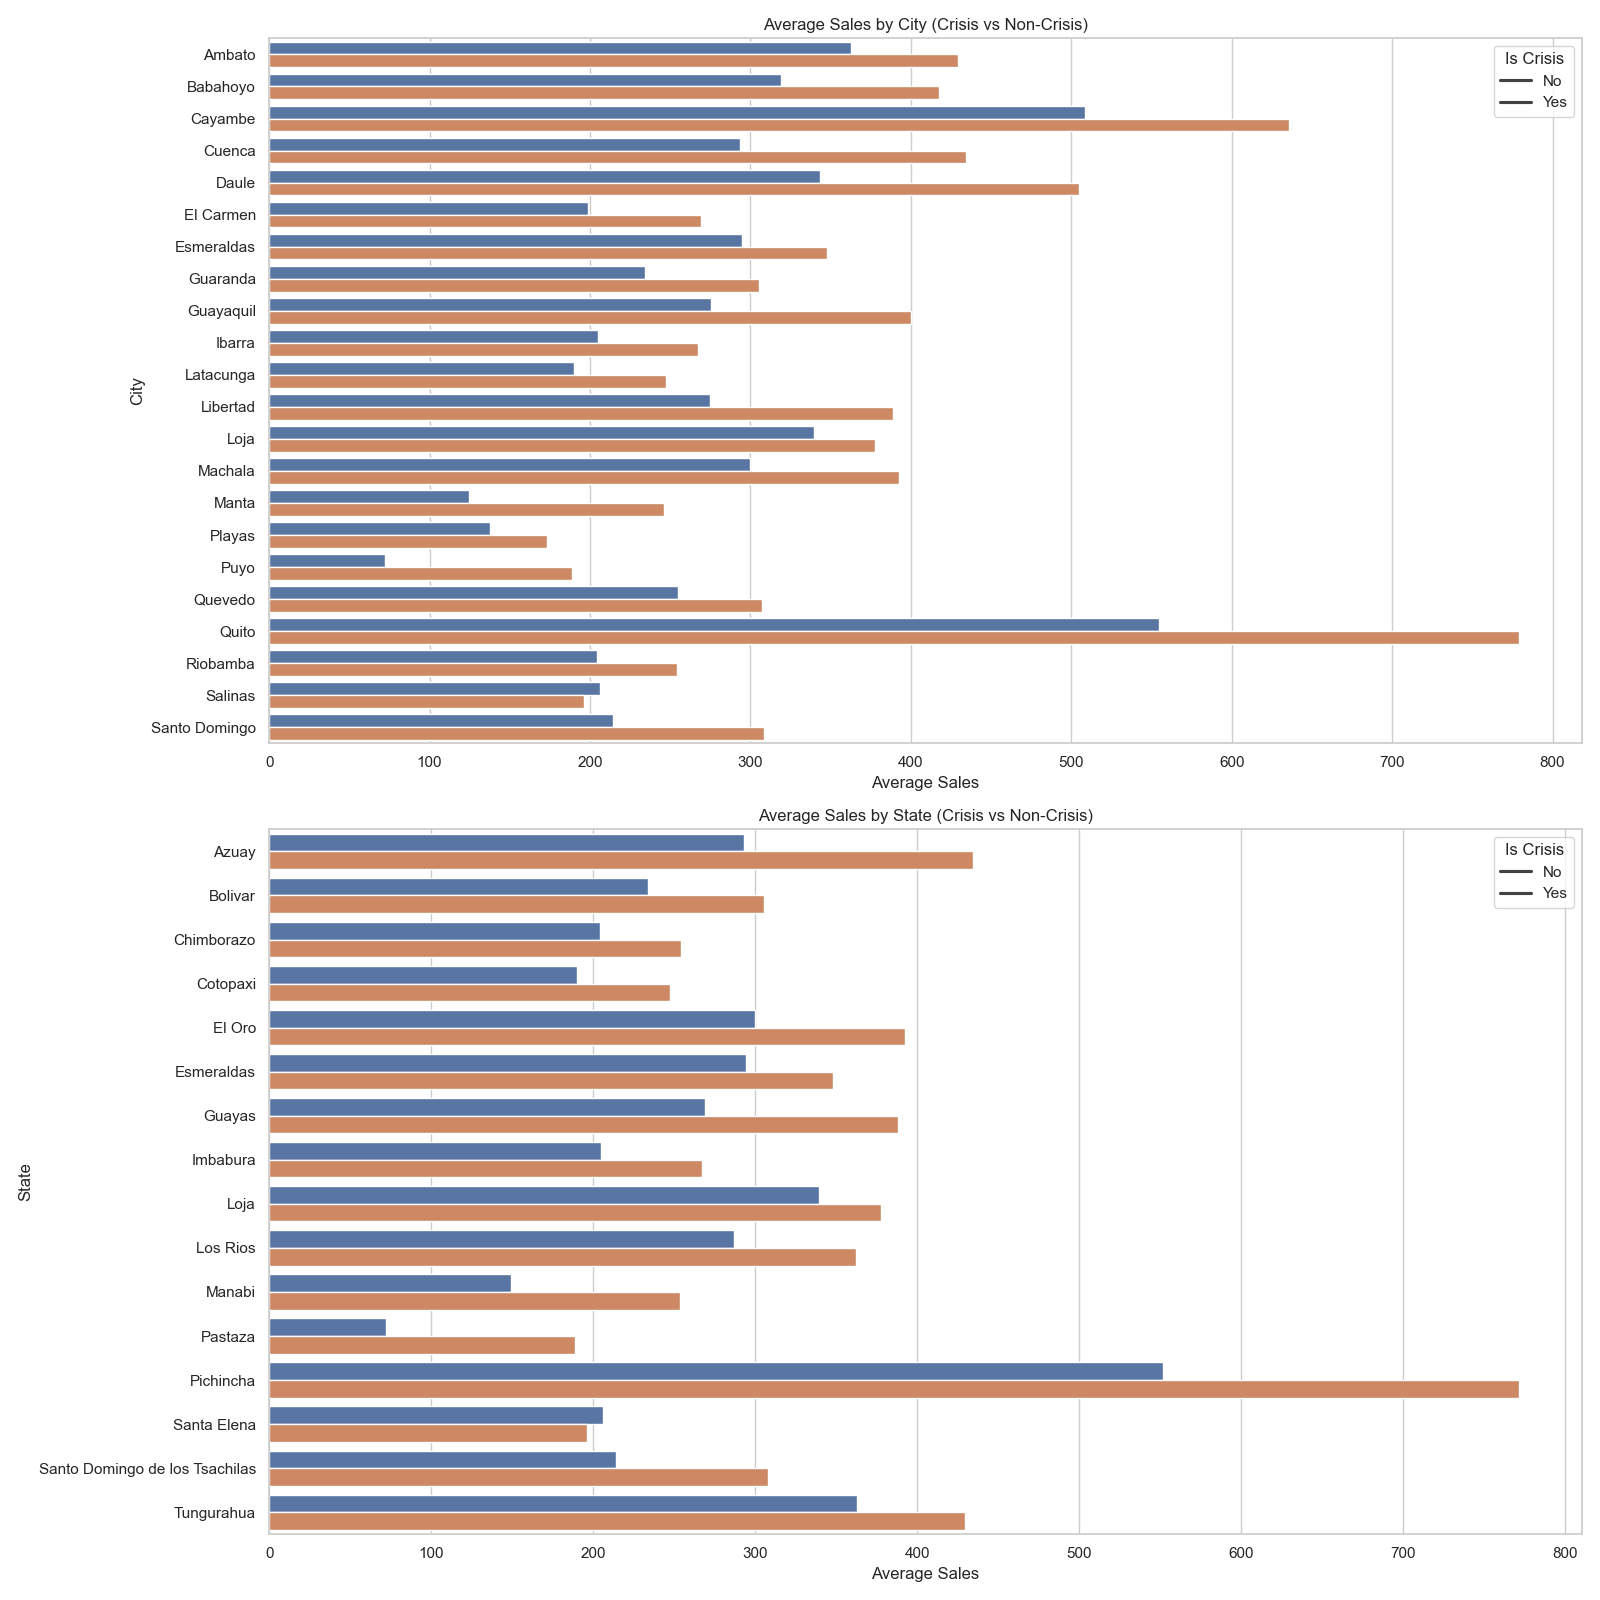 Average Sales by City (Crisis vs Non-Crisis)
Is Crisis
No
Yes
City
Ambato
Babahoyo
Cayambe
Cuenca
Daule
El Carmen
Esmeraldas
Guaranda
Guayaquil
Ibarra
Latacunga
Libertad
Loja
Machala
Manta
Playas
Puyo
Quevedo
Quito
Riobamba
Salinas
Santo Domingo
0 100 200 300 400 500 600 700 800
Average Sales
Average Sales by State (Crisis vs Non-Crisis)
Is Crisis
No
Yes
State
Azuay
Bolivar
Chimborazo
Cotopaxi
El Oro
Esmeraldas
Guayas
Imbabura
Loja
Los Rios
Manabi
Pastaza
Pichincha
Santa Elena
Santo Domingo de los Tsachilas
Tungurahua
0 100 200 300 400 500 600 700 800
Average Sales